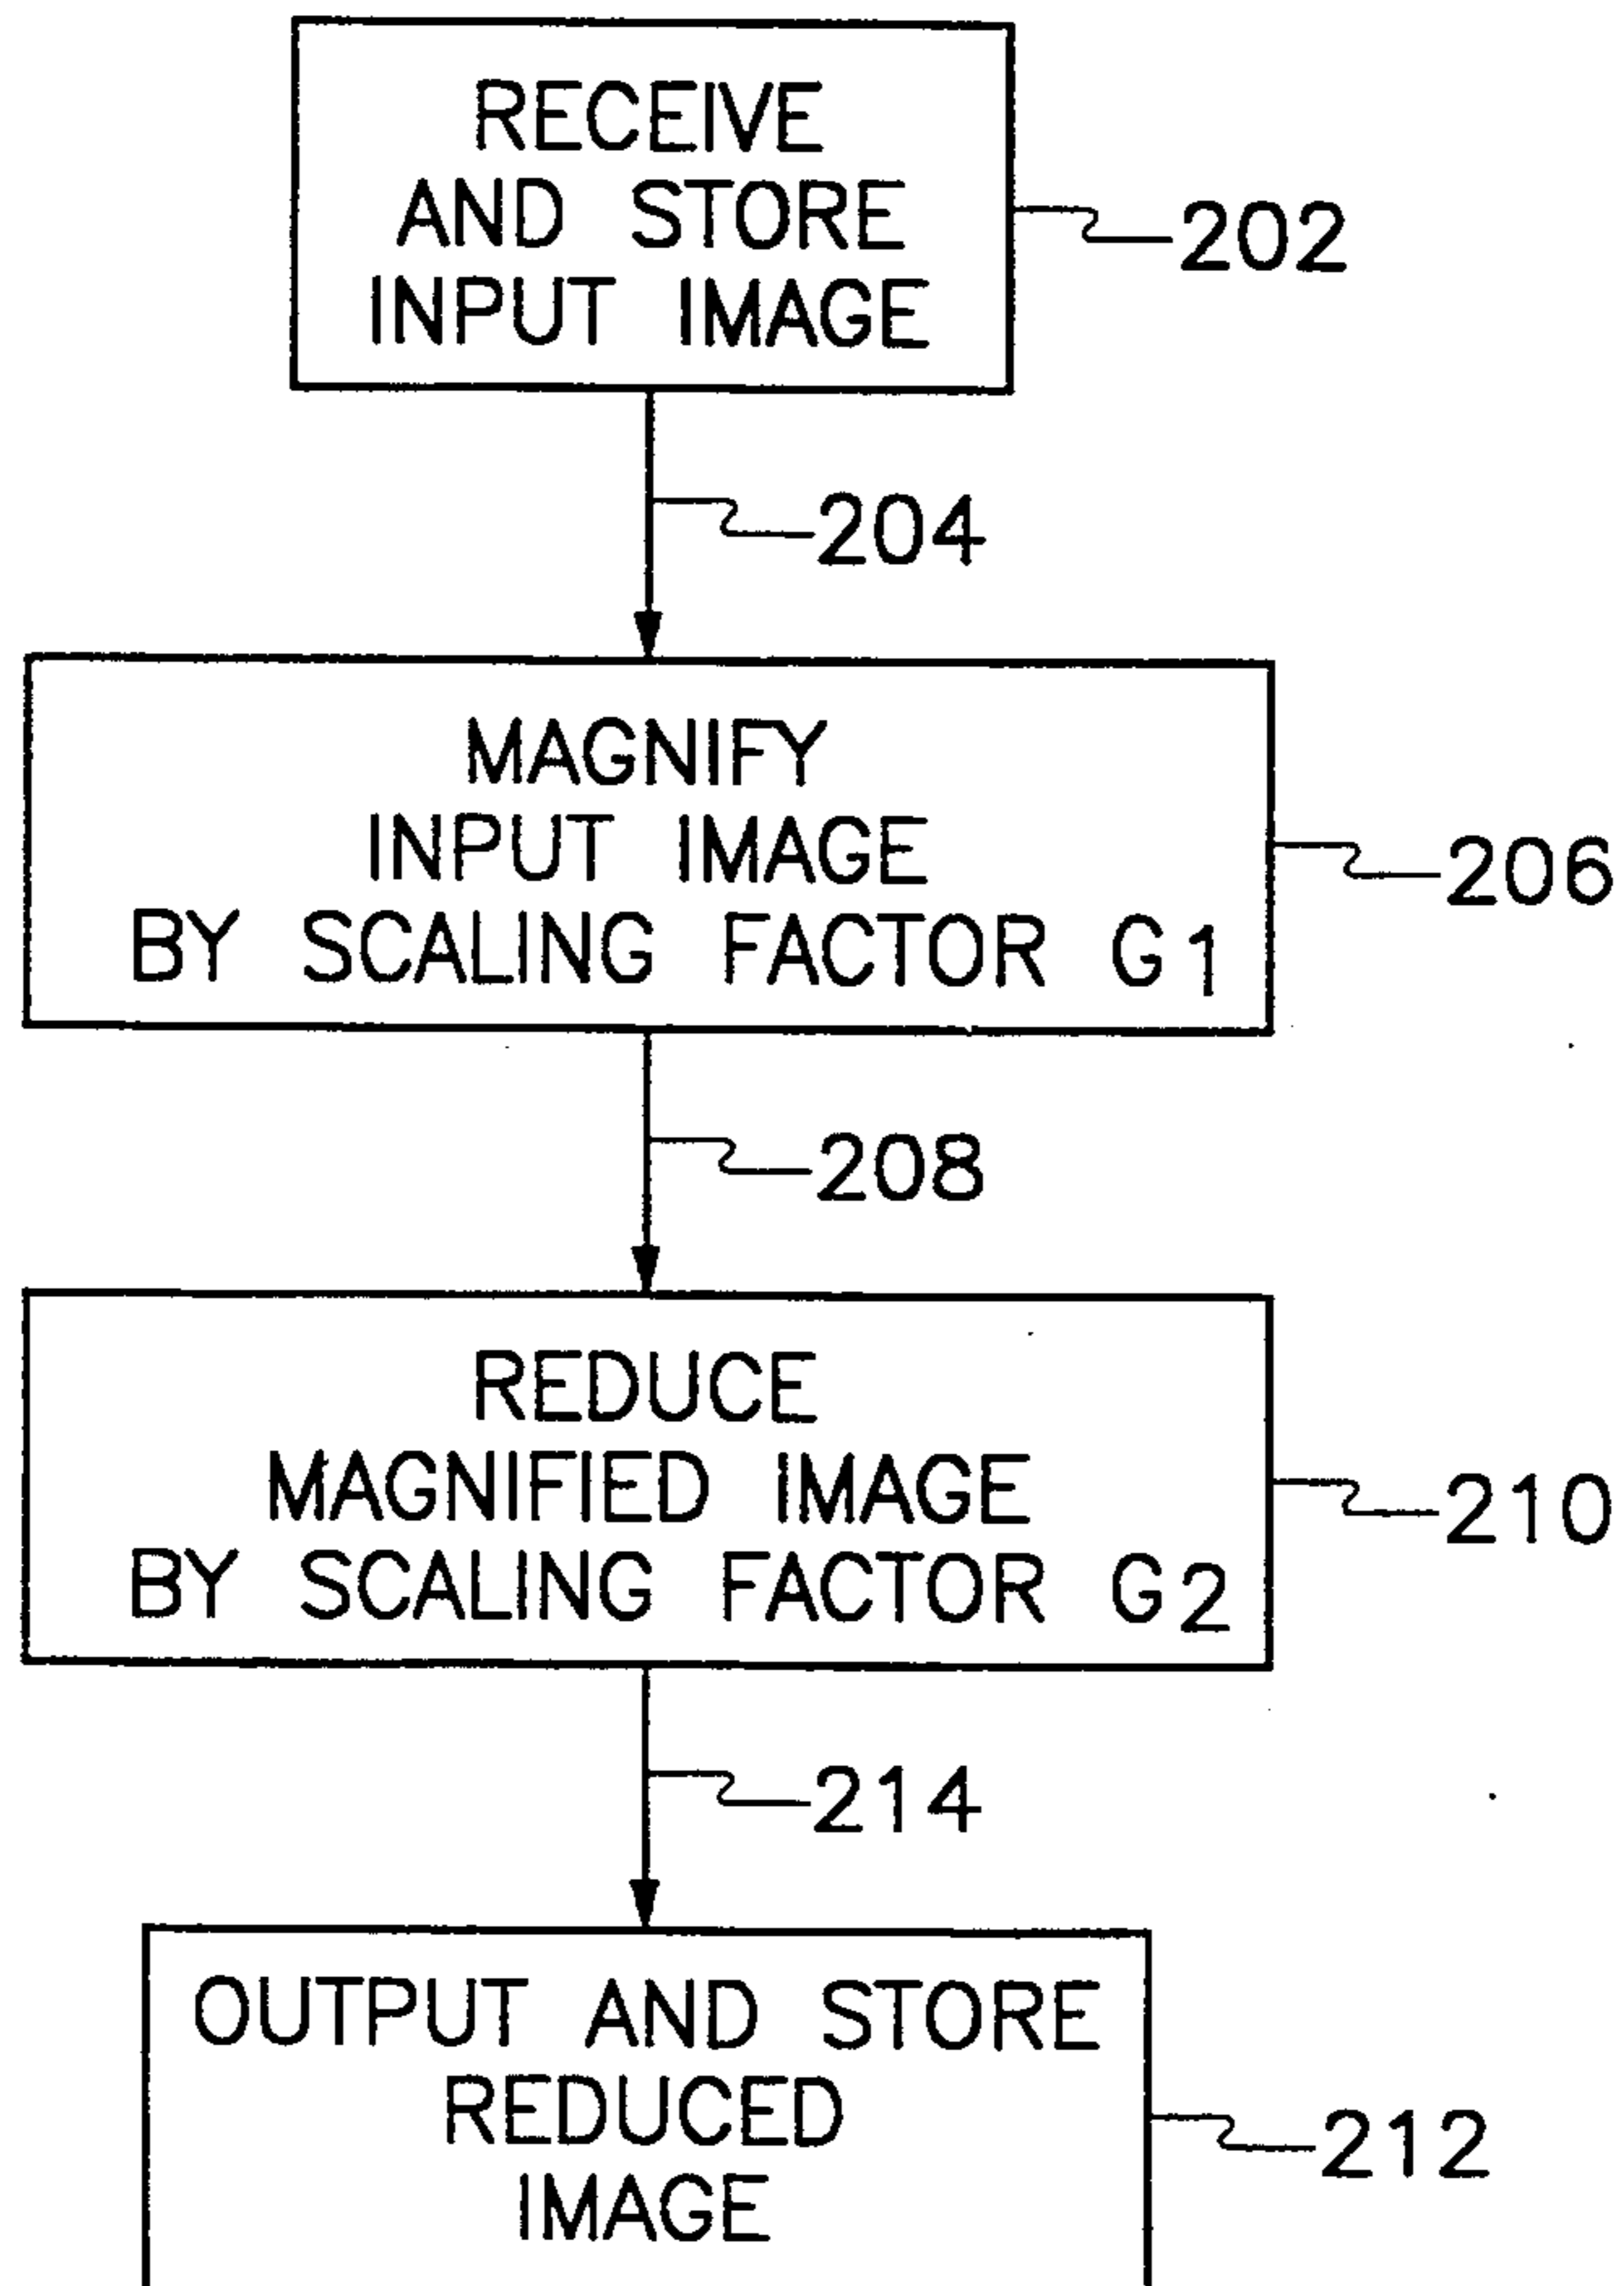 RECEIVE
AND STORE
INPUT IMAGE
202
204
MAGNIFY
INPUT IMAGE
BY SCALING FACTOR G1
206
208
REDUCE
MAGNIFIED IMAGE
BY SCALING FACTOR G2
210
214
OUTPUT AND STORE
REDUCED
IMAGE
212